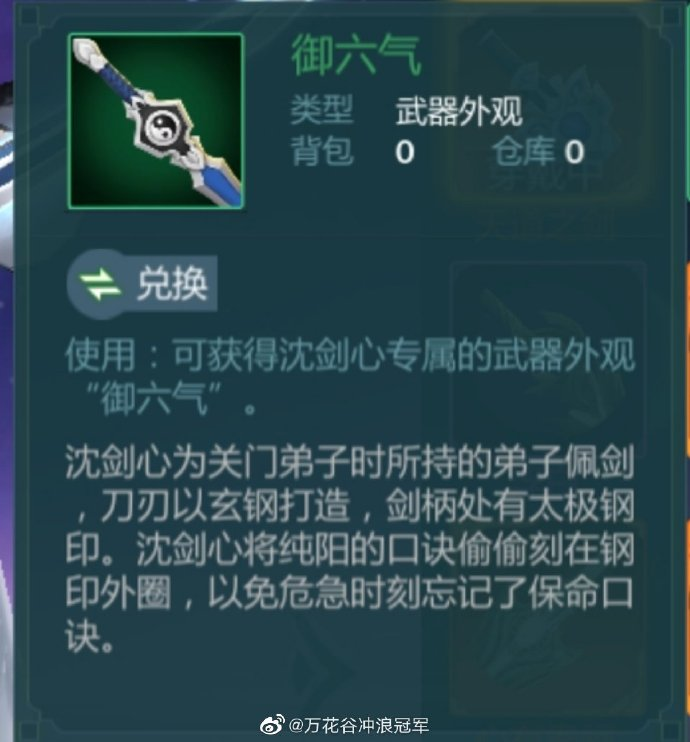 御六气
类型 武器外观
背包 0 仓库 0
兑换
使用：可获得沈剑心专属的武器外观
“御六气”。
沈剑心为关门弟子时所持的弟子佩剑
，刀刃以玄钢打造，剑柄处有太极钢
印。沈剑心将纯阳的口诀偷偷刻在钢
印外圈，以免危急时刻忘记了保命口
诀。
@万花谷冲浪冠军